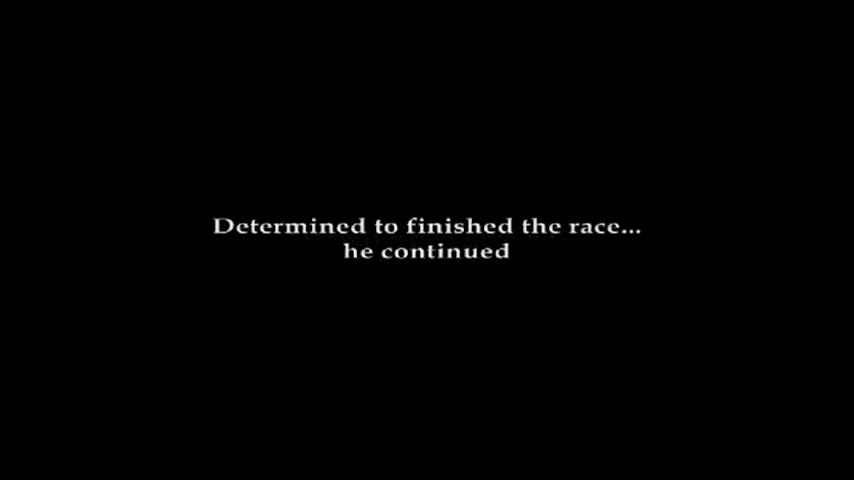 Determined to finished the race...
he continued